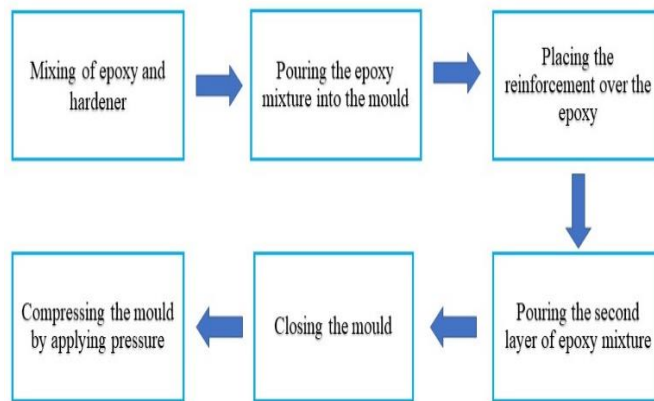 Mixing of epoxy and
hardener
Pouring the epoxy
mixture into the mould
Placing the
reinforcement over the
epoxy
Pouring the second
layer of epoxy mixture
Closing the mould
Compressing the mould
by applying pressure